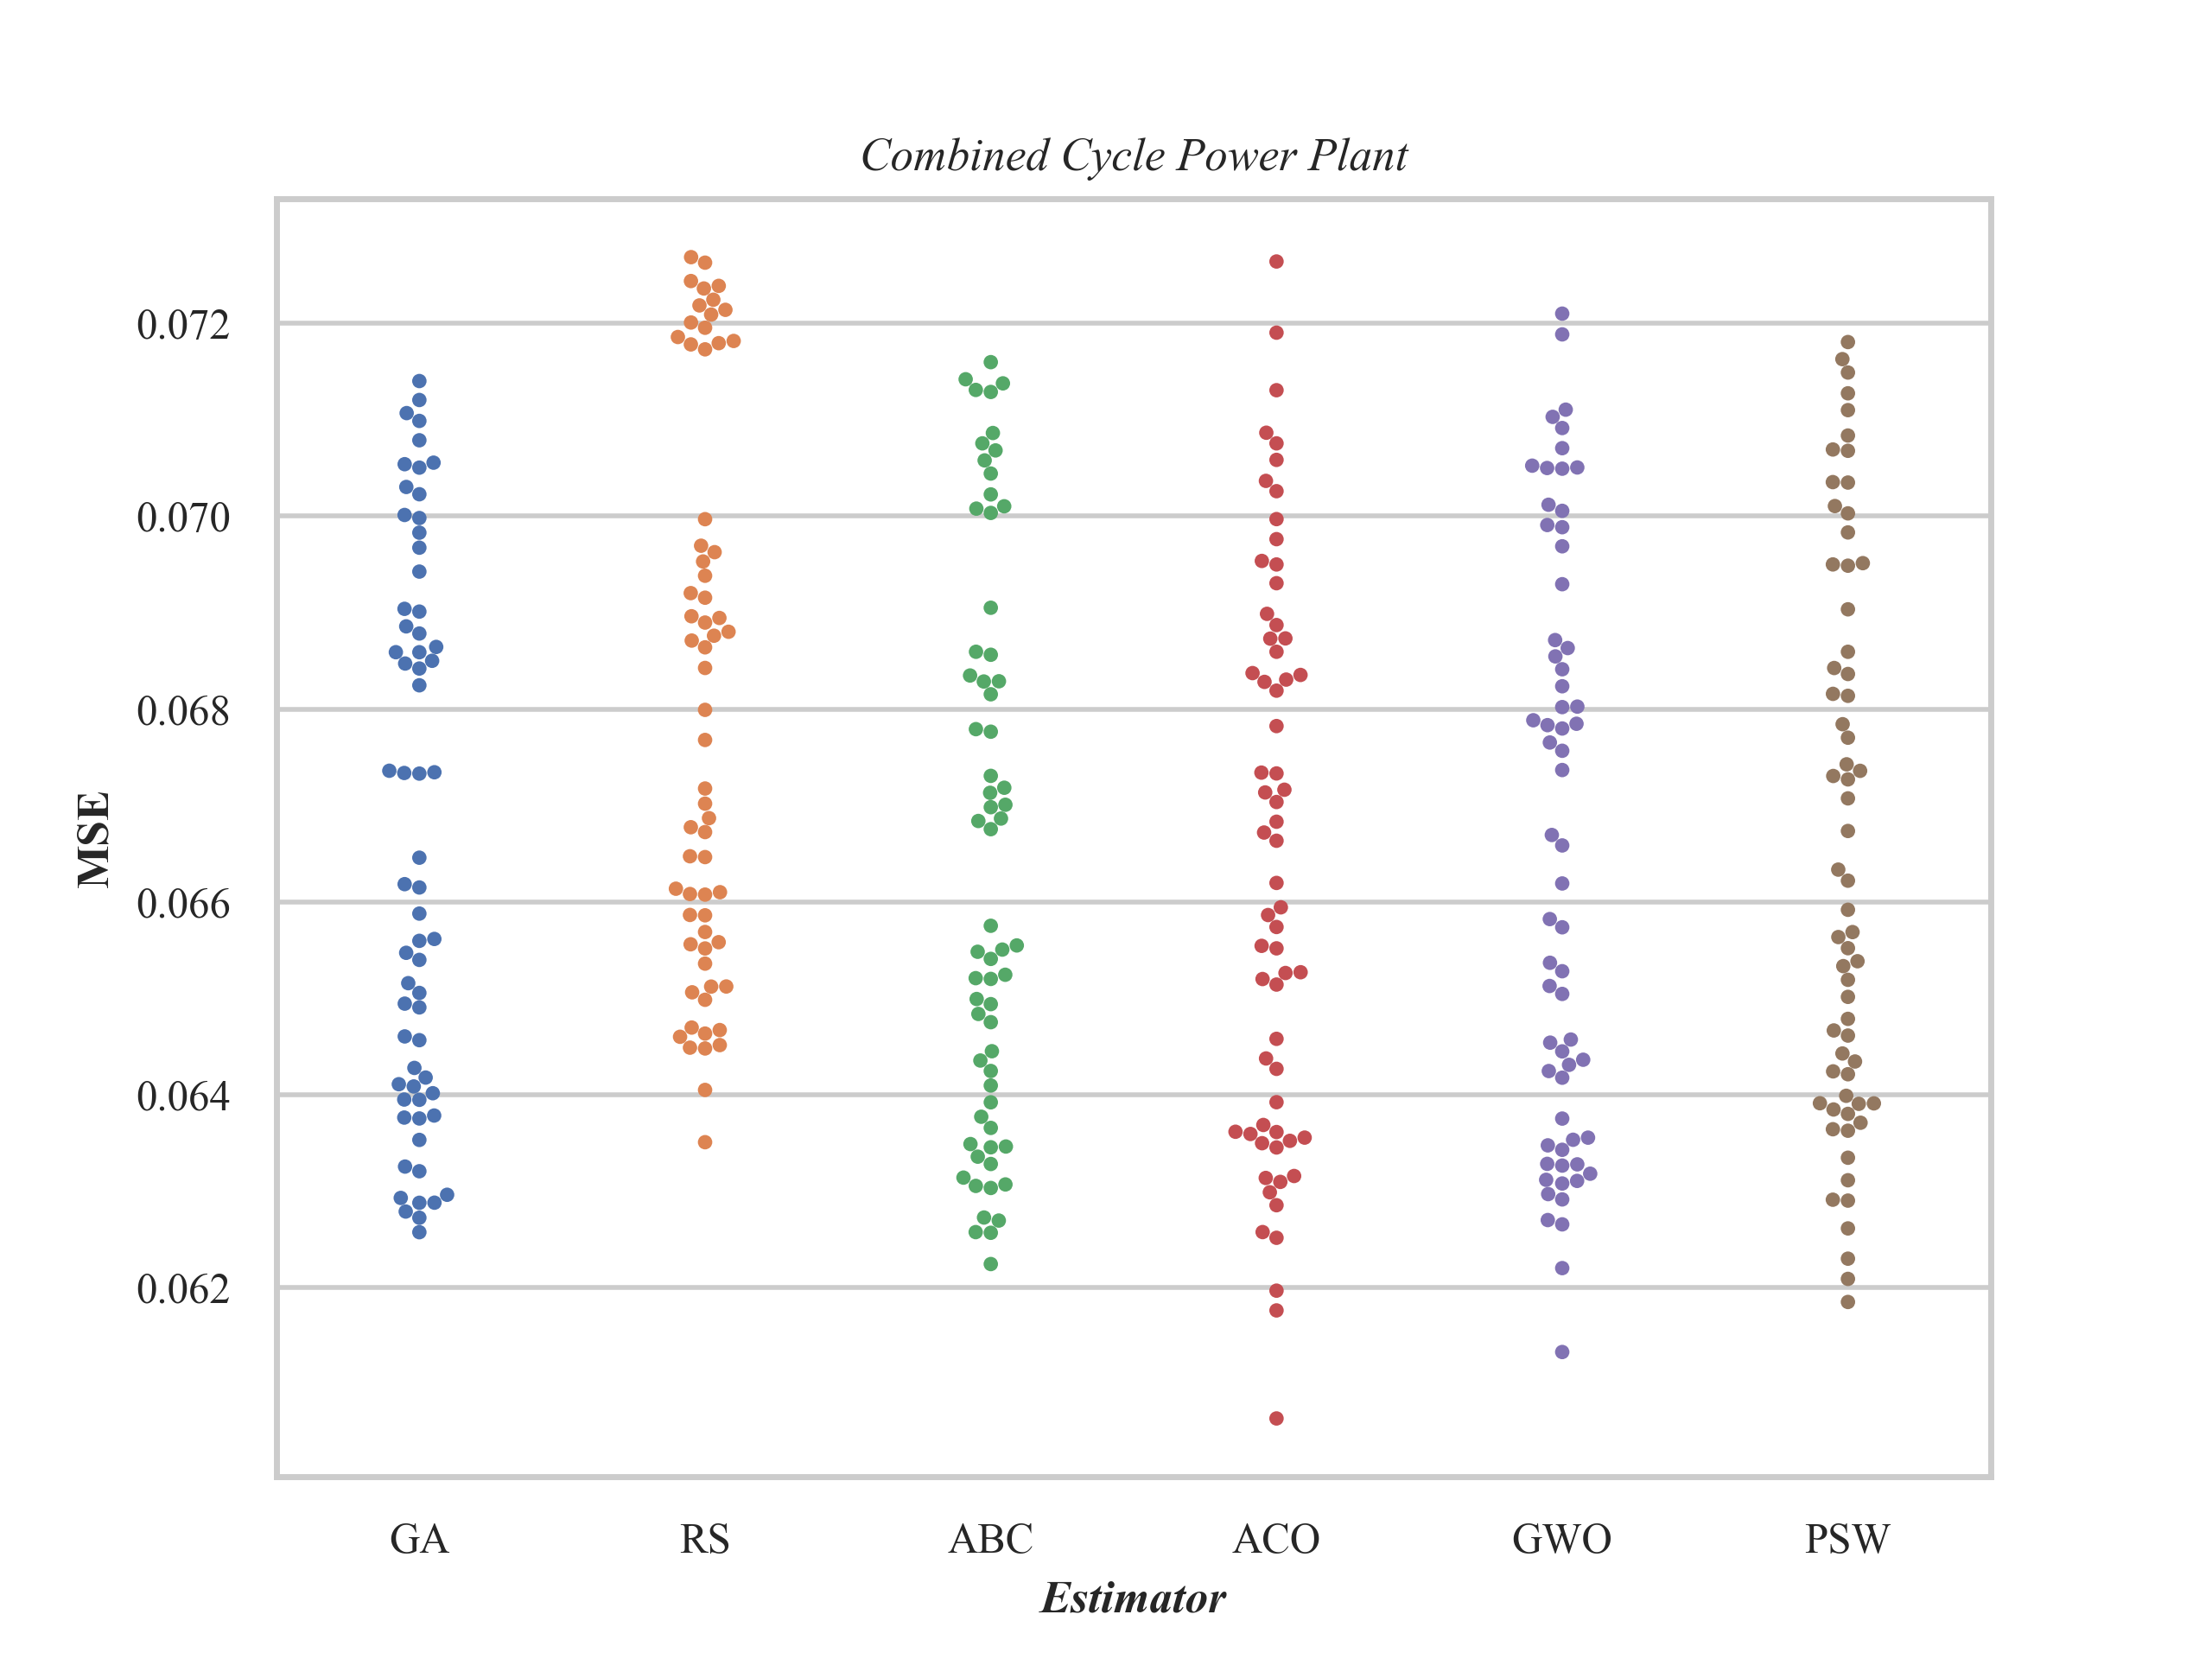 Combined Cycle Power Plant
0.072
0.070
0.068
0.066
0.064
0.062
MSE
GA RS ABC ACO GWO PSW
Estimator